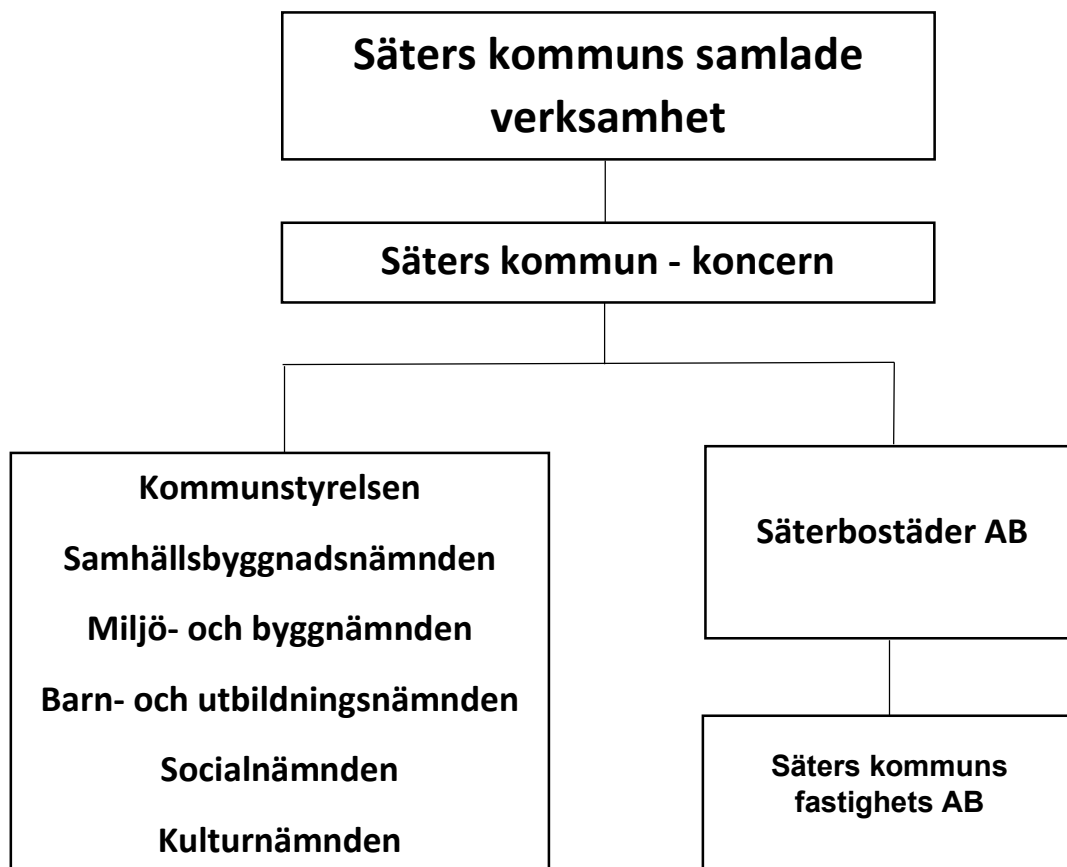 Säters kommuns samlade
verksamhet
Säters kommun - koncern
Kommunstyrelsen
Samhällsbyggnadsnämnden
Miljö- och byggnämnden
Barn- och utbildningsnämnden
Socialnämnden
Kulturnämnden
Säterbostäder AB
Säters kommuns
fastighets AB